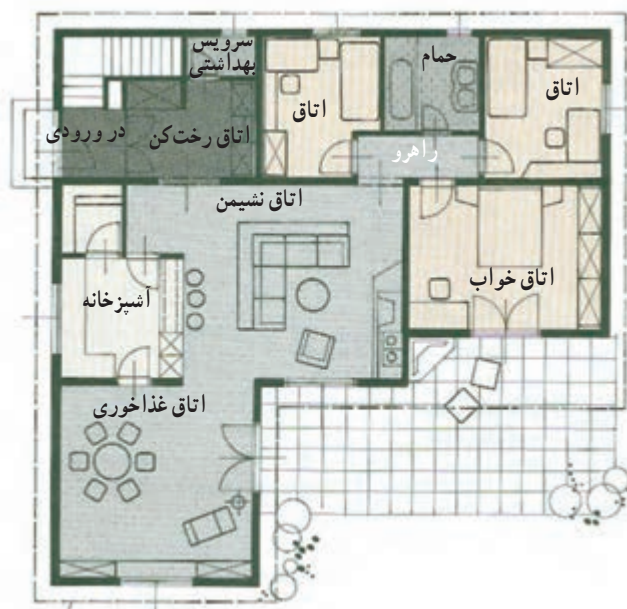 سرویس
بهداشتی
اتاق
حمام
اتاق
در ورودی
اتاق رخت‌کن
راهرو
اتاق نشیمن
اتاق خواب
آشپزخانه
اتاق غذاخوری